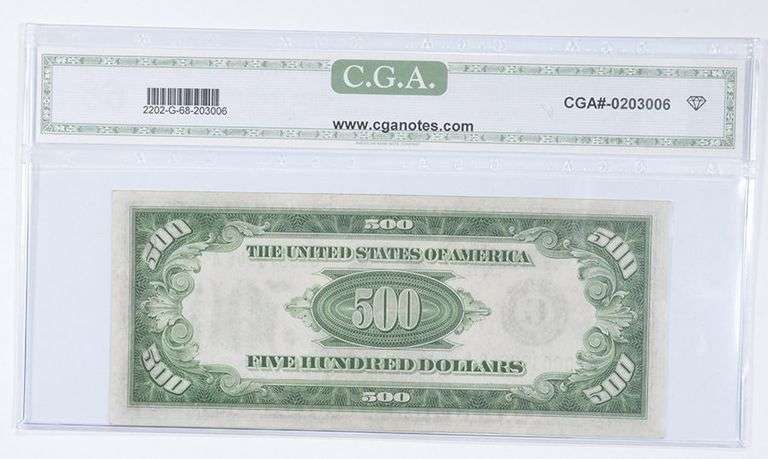 C.G.A.
2202-G-68-203006
CGA#-0203006
www.cganotes.com
500
500 500
THE UNITED STATES OF AMERICA
500
FIVE HUNDRED DOLLARS
500 500
500